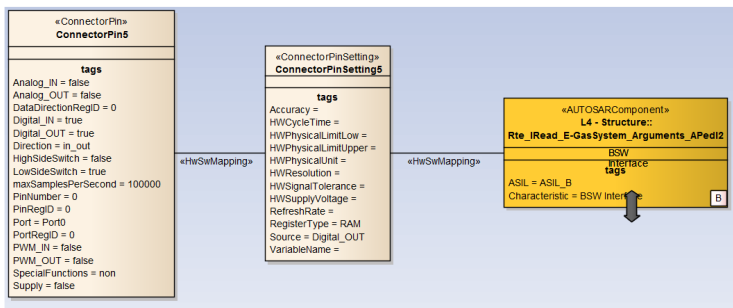 «ConnectorPin»
ConnectorPin5
tags
Analog_IN = false
Analog_OUT = false
DataDirectionRegID = 0
Digital_IN = true
Digital_OUT = true
Direction = in_out
HighSideSwitch = false
LowSideSwitch = true
maxSamplesPerSecond = 100000
PinNumber = 0
PinRegID = 0
Port = Port0
PortRegID = 0
PWM_IN = false
PWM_OUT = false
SpecialFunctions = non
Supply = false
«HwSwMapping»
«ConnectorPinSetting»
ConnectorPinSetting5
tags
Accuracy =
HWCycleTime =
HWPhysicalLimitLow =
HWPhysicalLimitUpper =
HWPhysicalUnit =
HWResolution =
HWSignalTolerance =
HWSupplyVoltage =
RefreshRate =
RegisterType = RAM
Source = Digital_OUT
VariableName =
«HwSwMapping»
«AUTOSARComponent»
L4 - Structure::
Rte_IRead_E-GasSystem_Arguments_APedl2
BSW
Interface
tags
ASIL = ASIL_B
Characteristic = BSW Interface
B